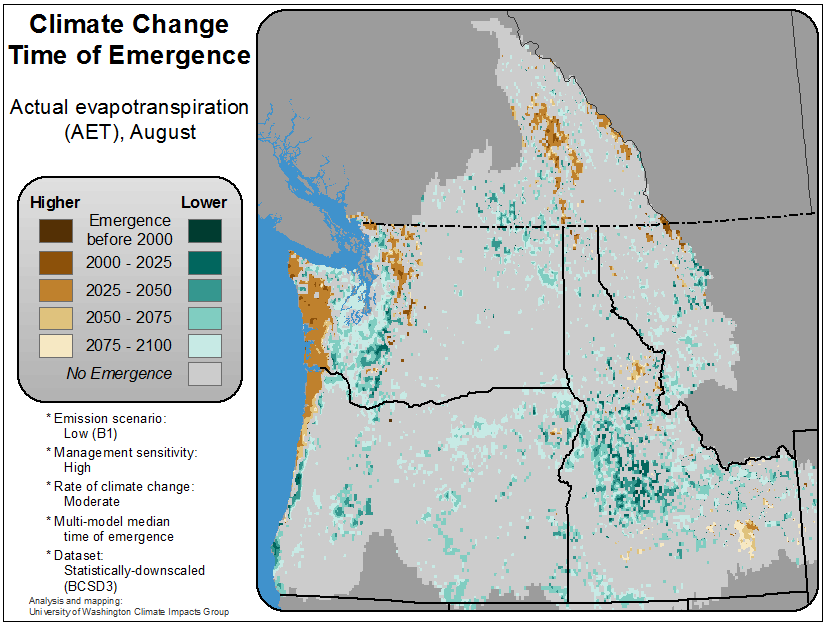 Climate Change
Time of Emergence
Actual evapotranspiration
(AET), August
Higher Lower
Emergence
before 2000
2000 - 2025
2025 - 2050
2050 - 2075
2075 - 2100
No Emergence
* Emission scenario:
Low (B1)
* Management sensitivity:
High
* Rate of climate change:
Moderate
* Multi-model median
time of emergence
* Dataset:
Statistically-downscaled
(BCSD3)
Analysis and mapping:
University of Washington Climate Impacts Group